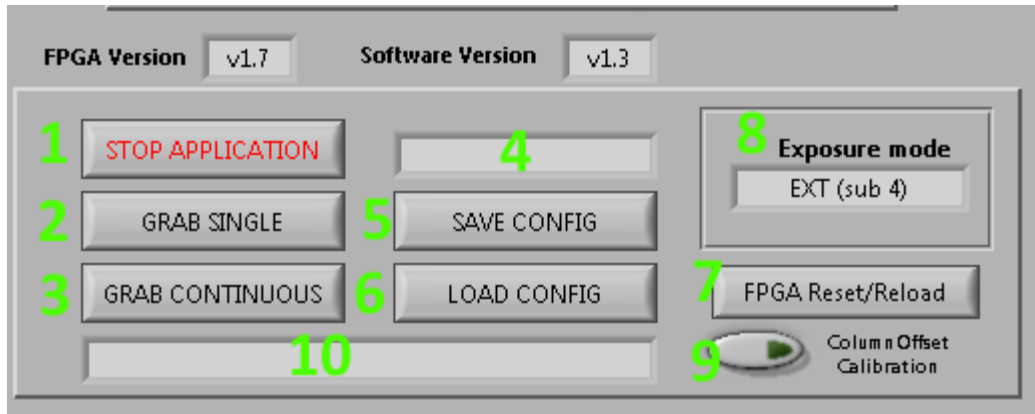 FPGA Version v1.7 Software Version v1.3
1 STOP APPLICATION 4 8 Exposure mode
EXT (sub 4)
2 GRAB SINGLE 5 SAVE CONFIG
3 GRAB CONTINUOUS 6 LOAD CONFIG 7 FPGA Reset/Reload
10 9 Column Offset
Calibration